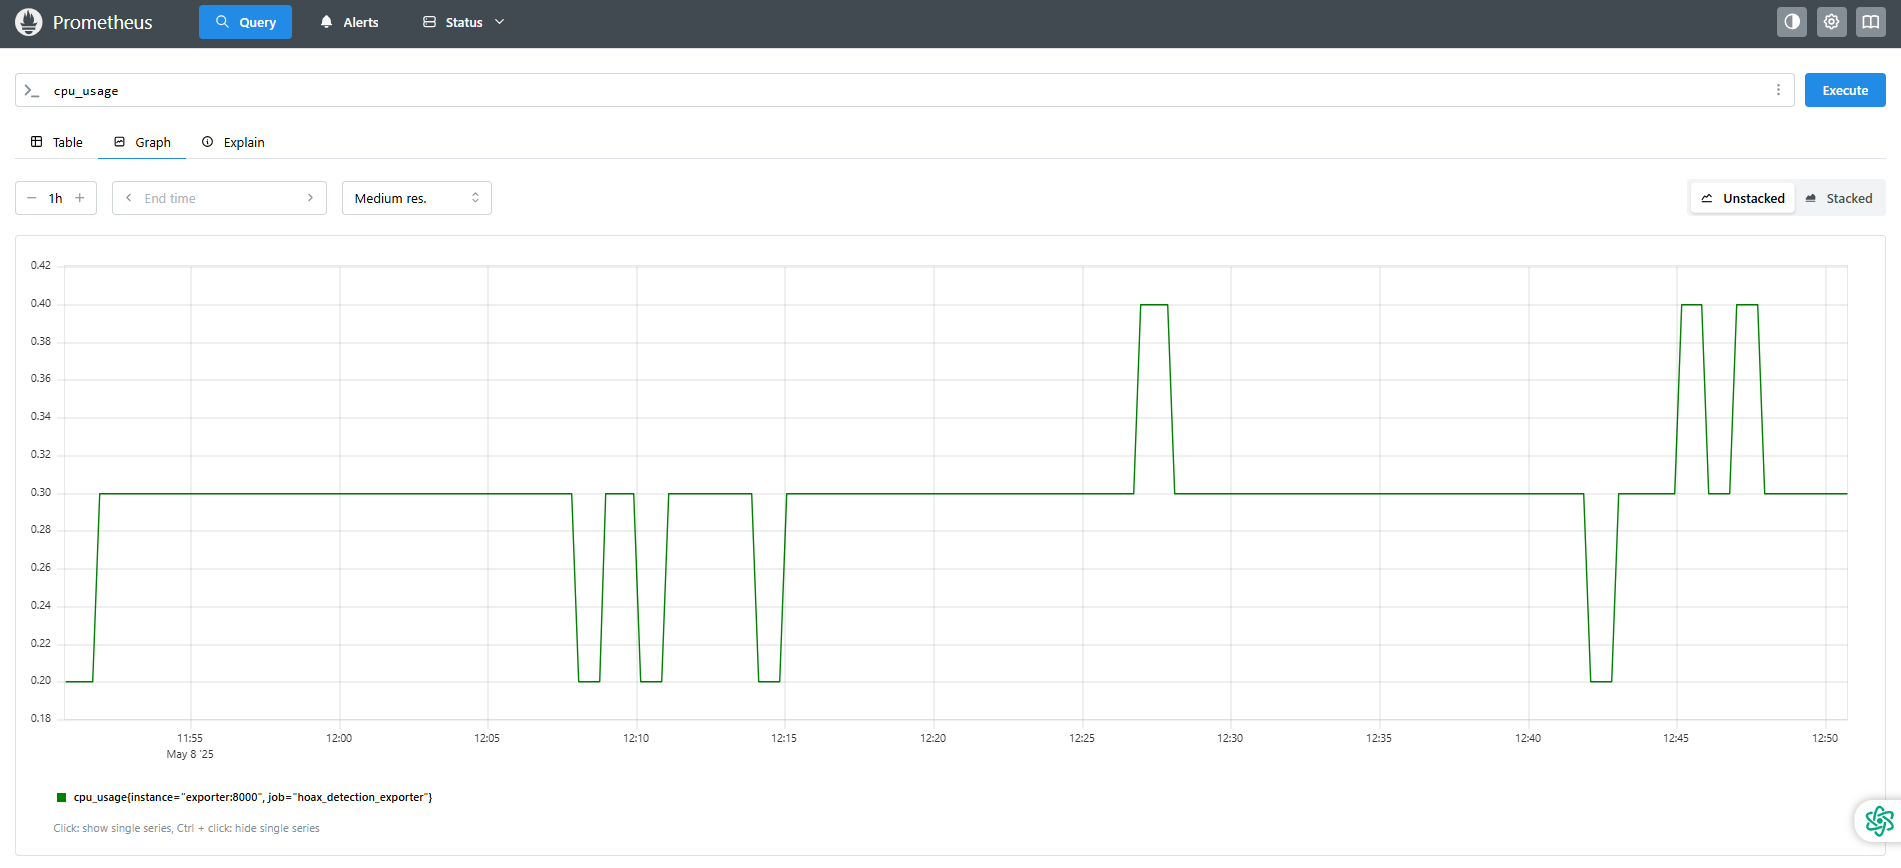 Prometheus Query Alerts Status
cpu_usage
Execute
Table Graph Explain
1h End time Medium res. Unstacked Stacked
0.42
0.40
0.38
0.36
0.34
0.32
0.30
0.28
0.26
0.24
0.22
0.20
0.18
11:55 12:00 12:05 12:10 12:15 12:20 12:25 12:30 12:35 12:40 12:45 12:50
May 8 '25
cpu_usage{instance="exporter:8000", job="hoax_detection_exporter"}
Click: show single series, Ctrl + click: hide single series